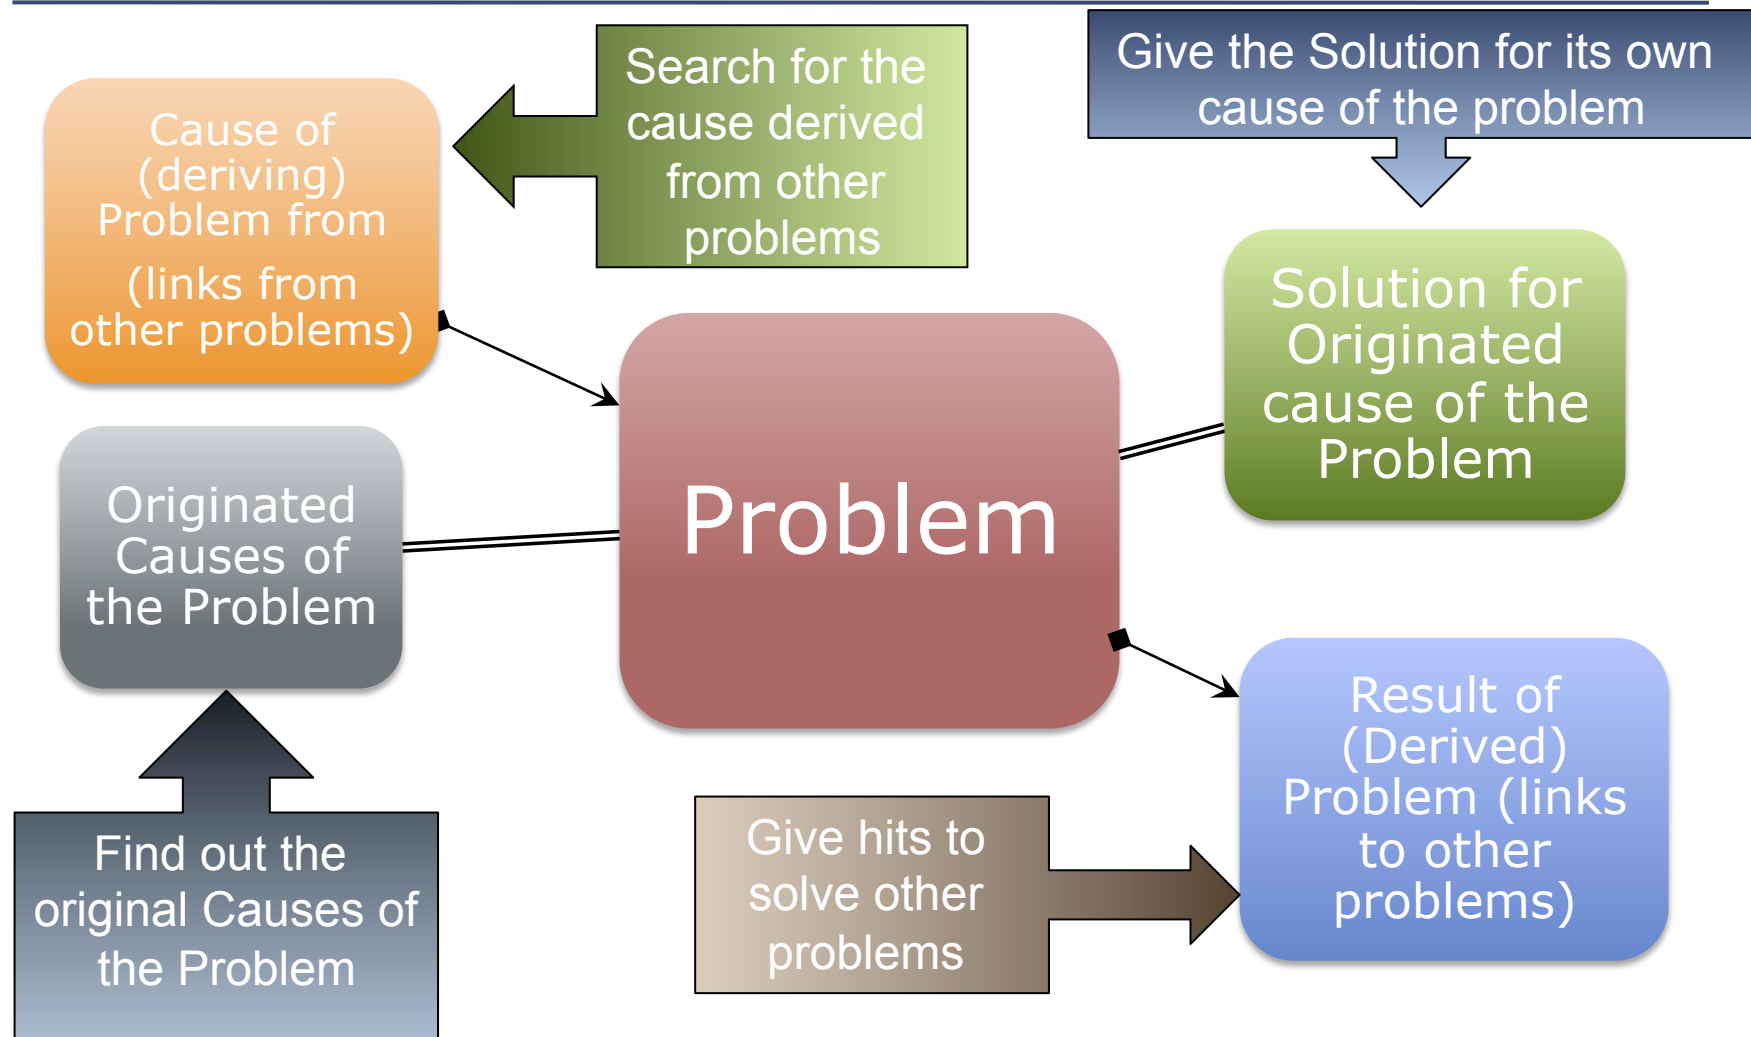 Search for the
cause derived
from other
problems
Give the Solution for its own
cause of the problem
Cause of
(deriving)
Problem from
(links from
other problems)
Solution for
Originated
cause of the
Problem
Originated
Causes of
the Problem
Problem
Result of
(Derived)
Problem (links
to other
problems)
Find out the
original Causes of
the Problem
Give hits to
solve other
problems